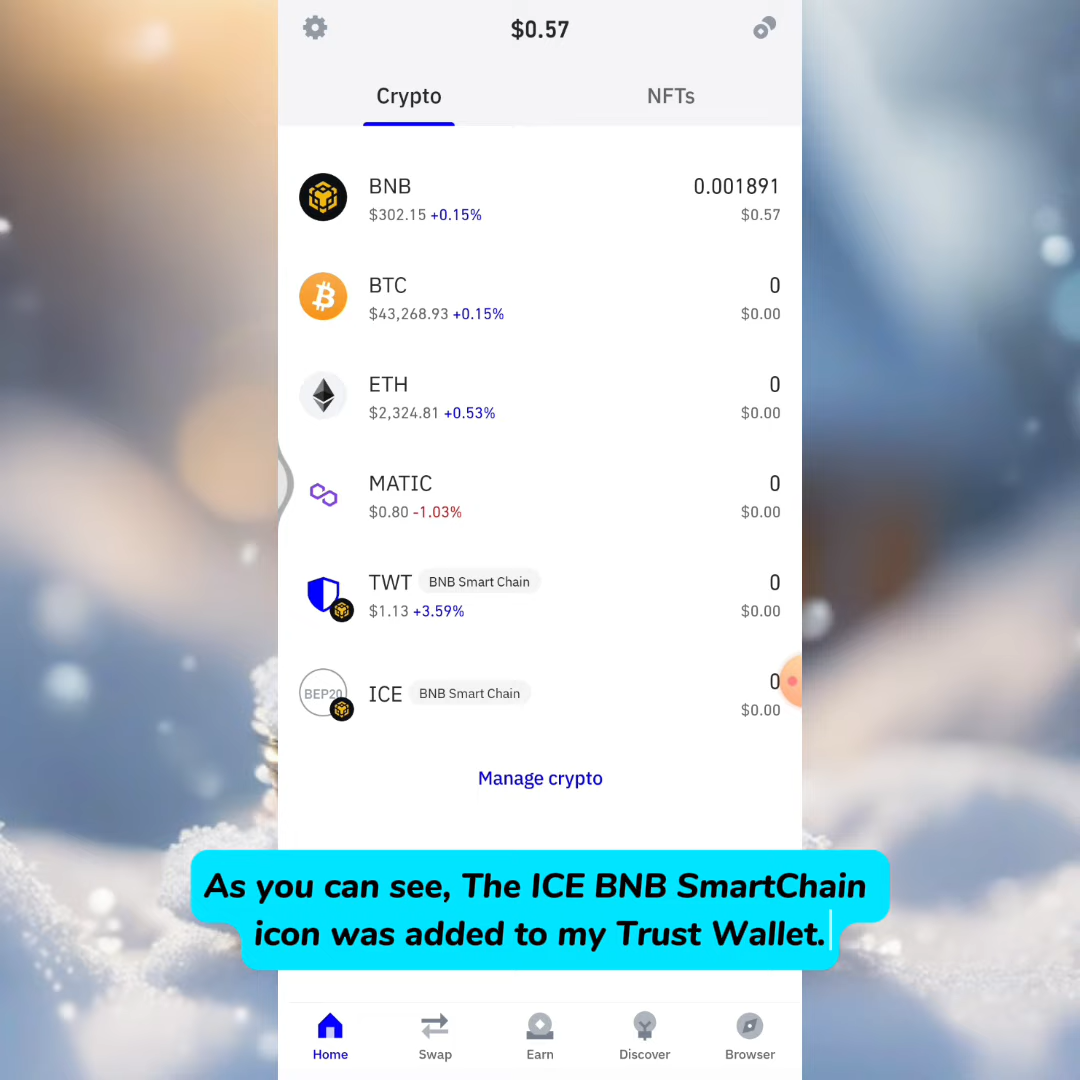 $0.57
Crypto NFTs
BNB 0.001891
$302.15 +0.15% $0.57
BTC 0
$43,268.93 +0.15% $0.00
ETH 0
$2,324.81 +0.53% $0.00
MATIC 0
$0.80 -1.03% $0.00
TWT BNB Smart Chain 0
$1.13 +3.59% $0.00
BEP20 ICE BNB Smart Chain 0
$0.00
Manage crypto
As you can see, The ICE BNB SmartChain
icon was added to my Trust Wallet.
Home Swap Earn Discover Browser